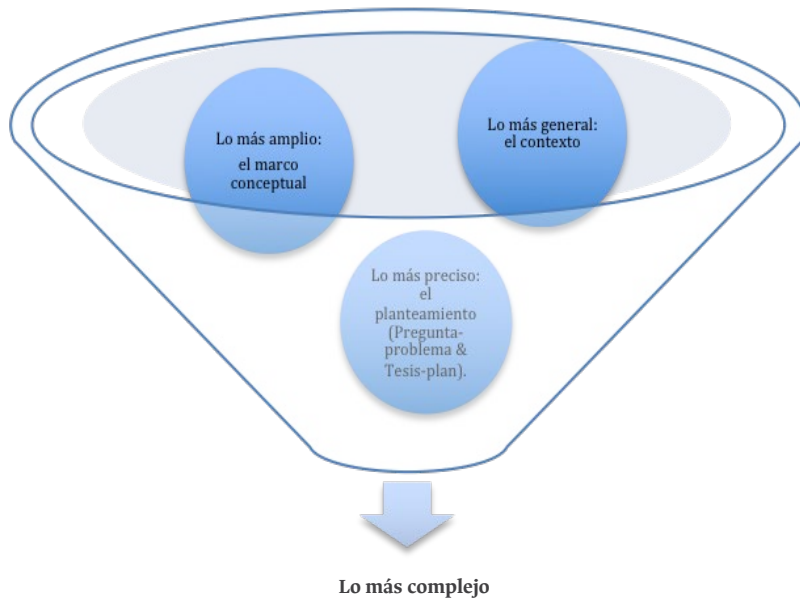 Lo más amplio:
el marco
conceptual
Lo más general:
el contexto
Lo más preciso:
el
planteamiento
(Pregunta-
problema &
Tesis-plan).
Lo más complejo